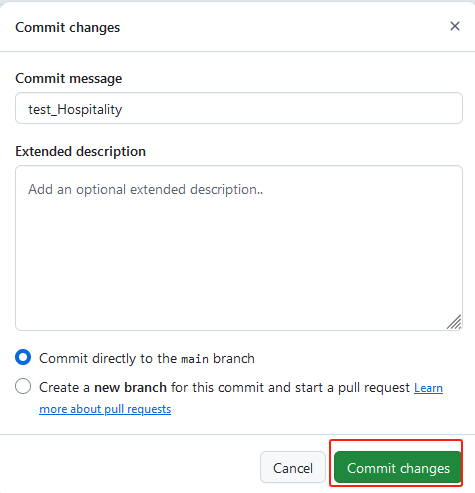 Commit changes
Commit message
test_Hospitality
Extended description
Add an optional extended description..
Commit directly to the main branch
Create a new branch for this commit and start a pull request Learn
more about pull requests
Cancel
Commit changes